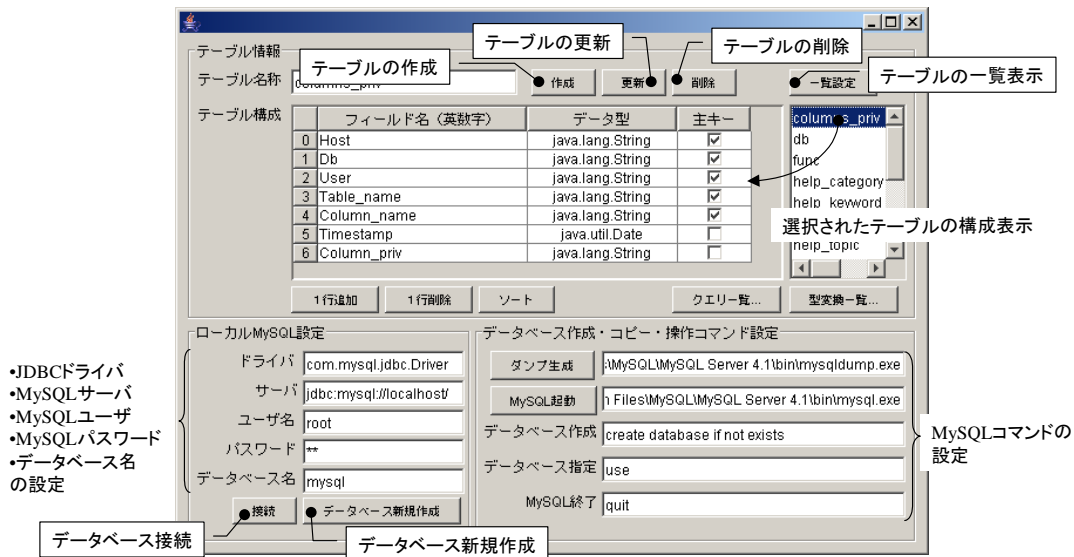 テーブル情報
テーブルの更新
テーブルの削除
テーブルの作成
テーブルの一覧表示
テーブル名称
作成
更新
削除
一覧設定
テーブル構成
フィールド名（英数字） データ型 主キー
0 Host java.lang.String
1 Db java.lang.String
2 User java.lang.String
3 Table_name java.lang.String
4 Column_name java.lang.String
5 Timestamp java.util.Date
6 Column_priv java.lang.String
columns_priv
db
func
help_category
help_keyword
選択されたテーブルの構成表示
help_topic
1行追加
1行削除
ソート
クエリ一覧...
型変換一覧...
ローカルMySQL設定
ドライバ com.mysql.jdbc.Driver
サーバ jdbc:mysql://localhost/
ユーザ名 root
パスワード **
データベース名 mysql
接続
データベース新規作成
•JDBCドライバ
•MySQLサーバ
•MySQLユーザ
•MySQLパスワード
•データベース名
の設定
データベース接続
データベース新規作成
データベース作成・コピー・操作コマンド設定
ダンプ生成 :\MySQL\MySQL Server 4.1\bin\mysqldump.exe
MySQL起動 Files\MySQL\MySQL Server 4.1\bin\mysql.exe
データベース作成 create database if not exists
データベース指定 use
MySQL終了 quit
MySQLコマンドの
設定